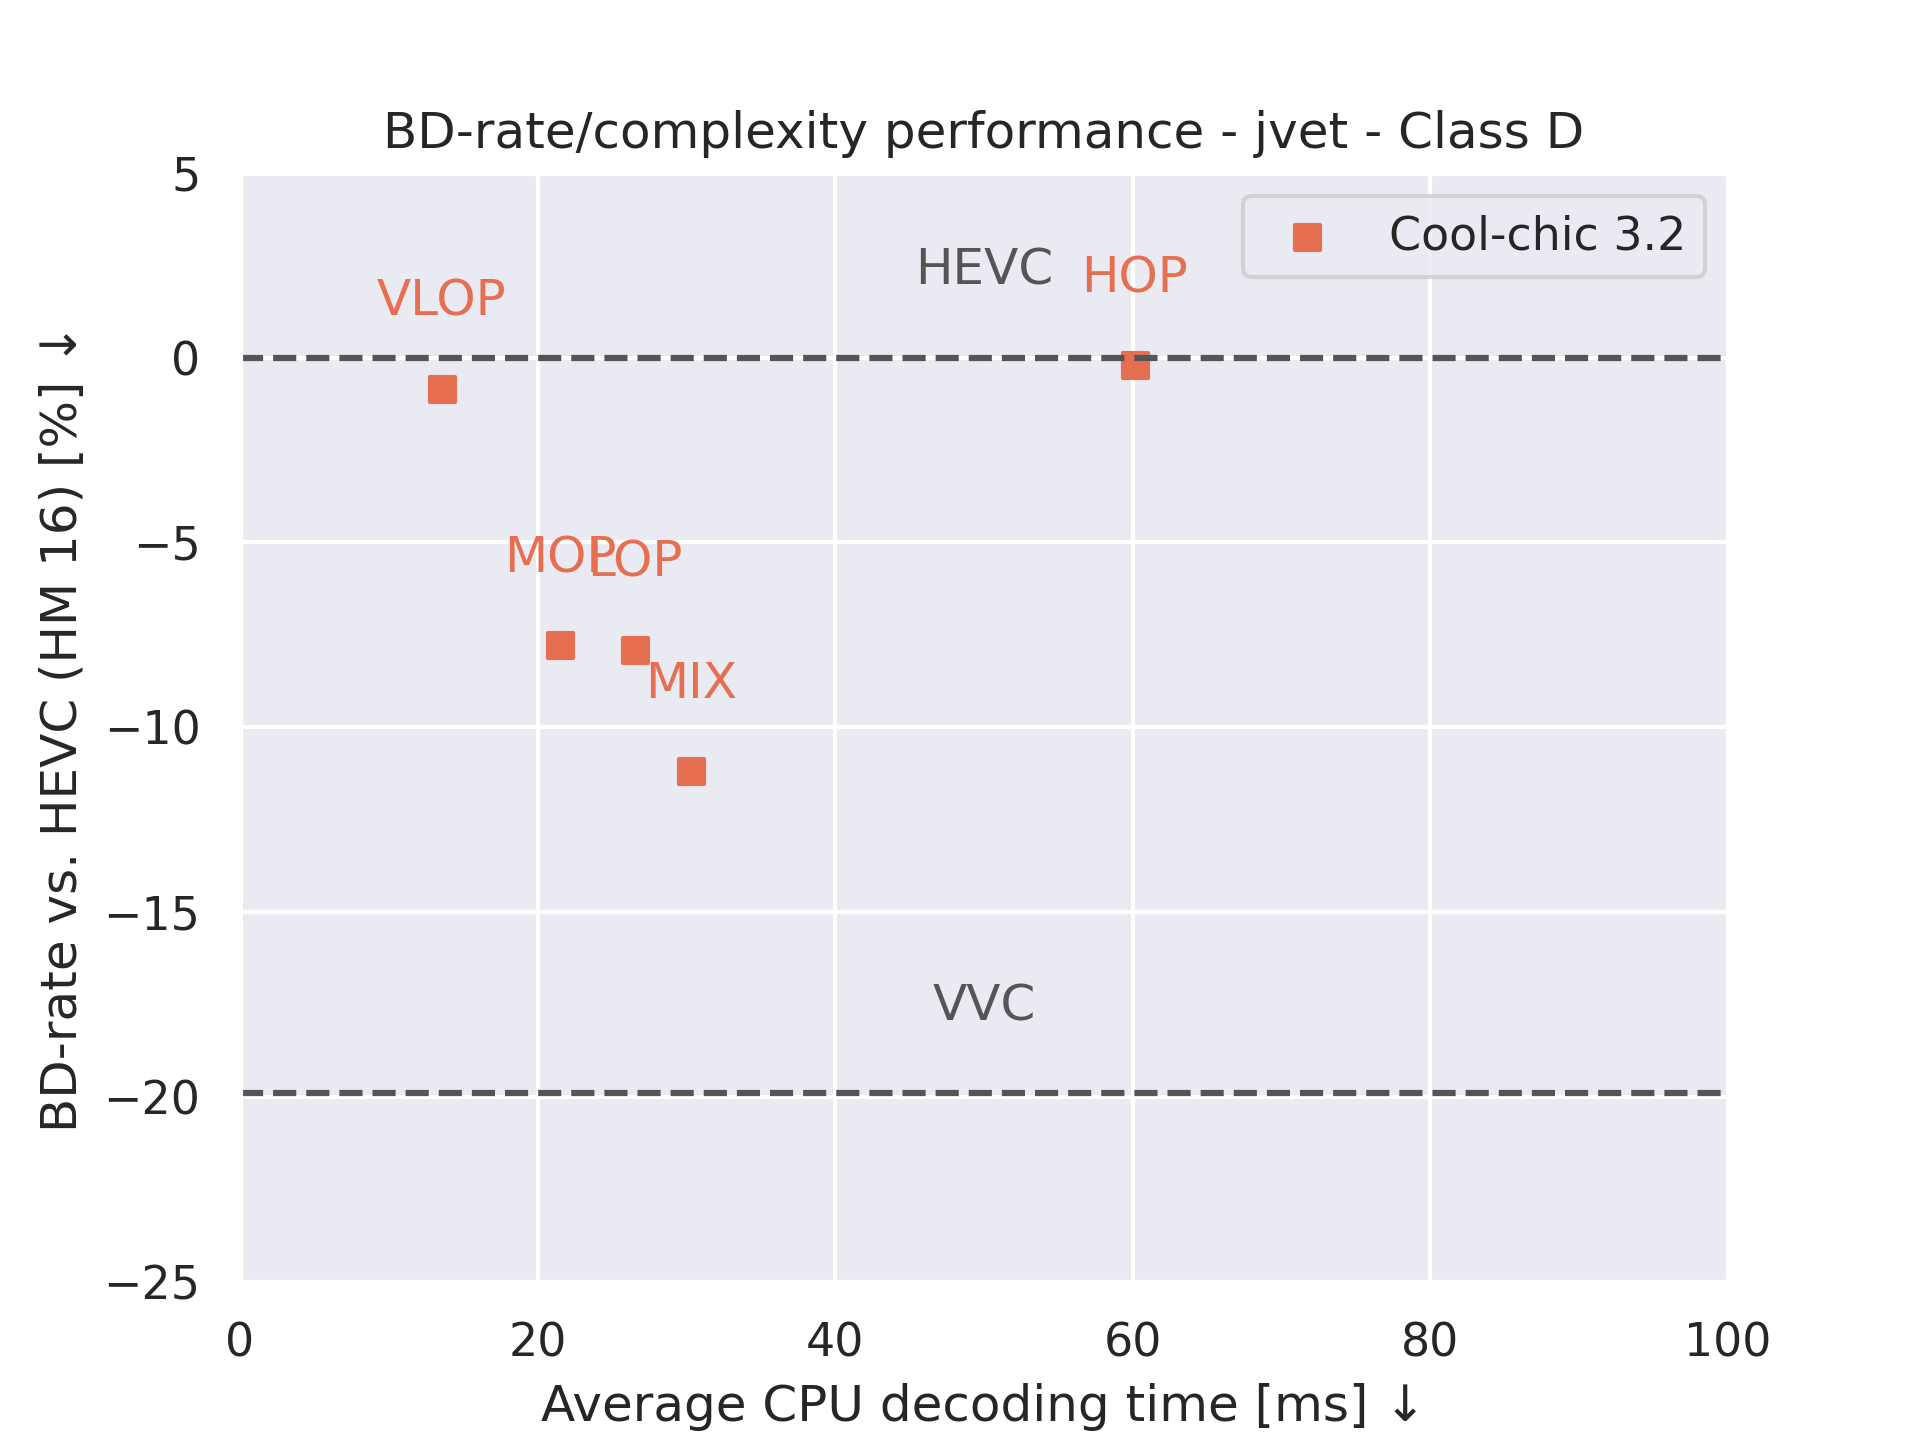 BD-rate/complexity performance - jvet - Class D
BD-rate vs. HEVC (HM 16) [%] ↓
5
0
−5
−10
−15
−20
−25
Cool-chic 3.2
HEVC
HOP
VLOP
MOP
LOP
MIX
VVC
0 20 40 60 80 100
Average CPU decoding time [ms] ↓